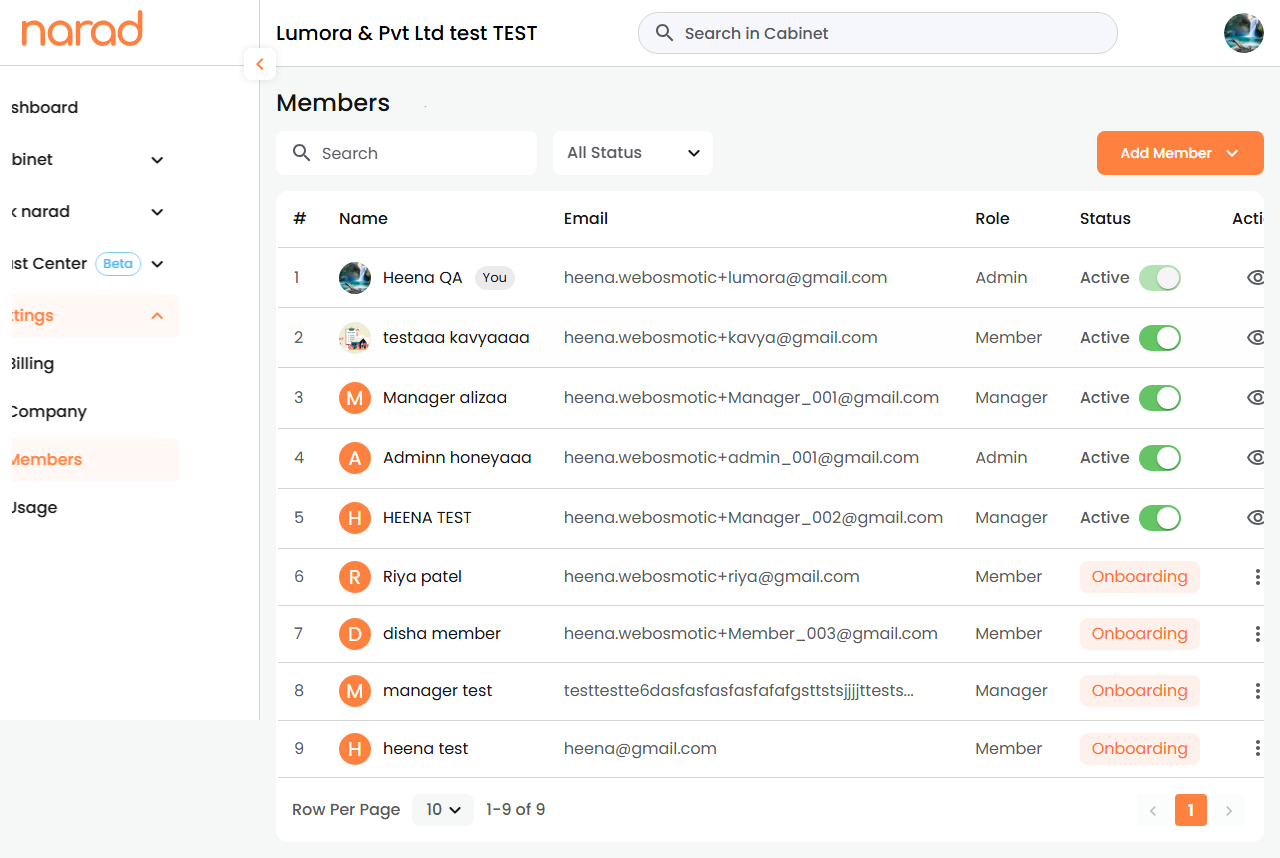 narad
Lumora & Pvt Ltd test TEST
Search in Cabinet
shboard
binet
narad
st Center Beta
tings
Billing
Company
Members
Usage
Members
Search
All Status
Add Member
# Name Email Role Status Acti
1 Heena QA You heena.webosmotic+lumora@gmail.com Admin Active
2 testaaa kavyaaaa heena.webosmotic+kavya@gmail.com Member Active
3 M Manager alizaa heena.webosmotic+Manager_001@gmail.com Manager Active
4 A Adminn honeyaaa heena.webosmotic+admin_001@gmail.com Admin Active
5 H HEENA TEST heena.webosmotic+Manager_002@gmail.com Manager Active
6 R Riya patel heena.webosmotic+riya@gmail.com Member Onboarding
7 D disha member heena.webosmotic+Member_003@gmail.com Member Onboarding
8 M manager test testtestte6dasfasfasfasfafafgsttstsjjjjttests... Manager Onboarding
9 H heena test heena@gmail.com Member Onboarding
Row Per Page 10 1-9 of 9
1